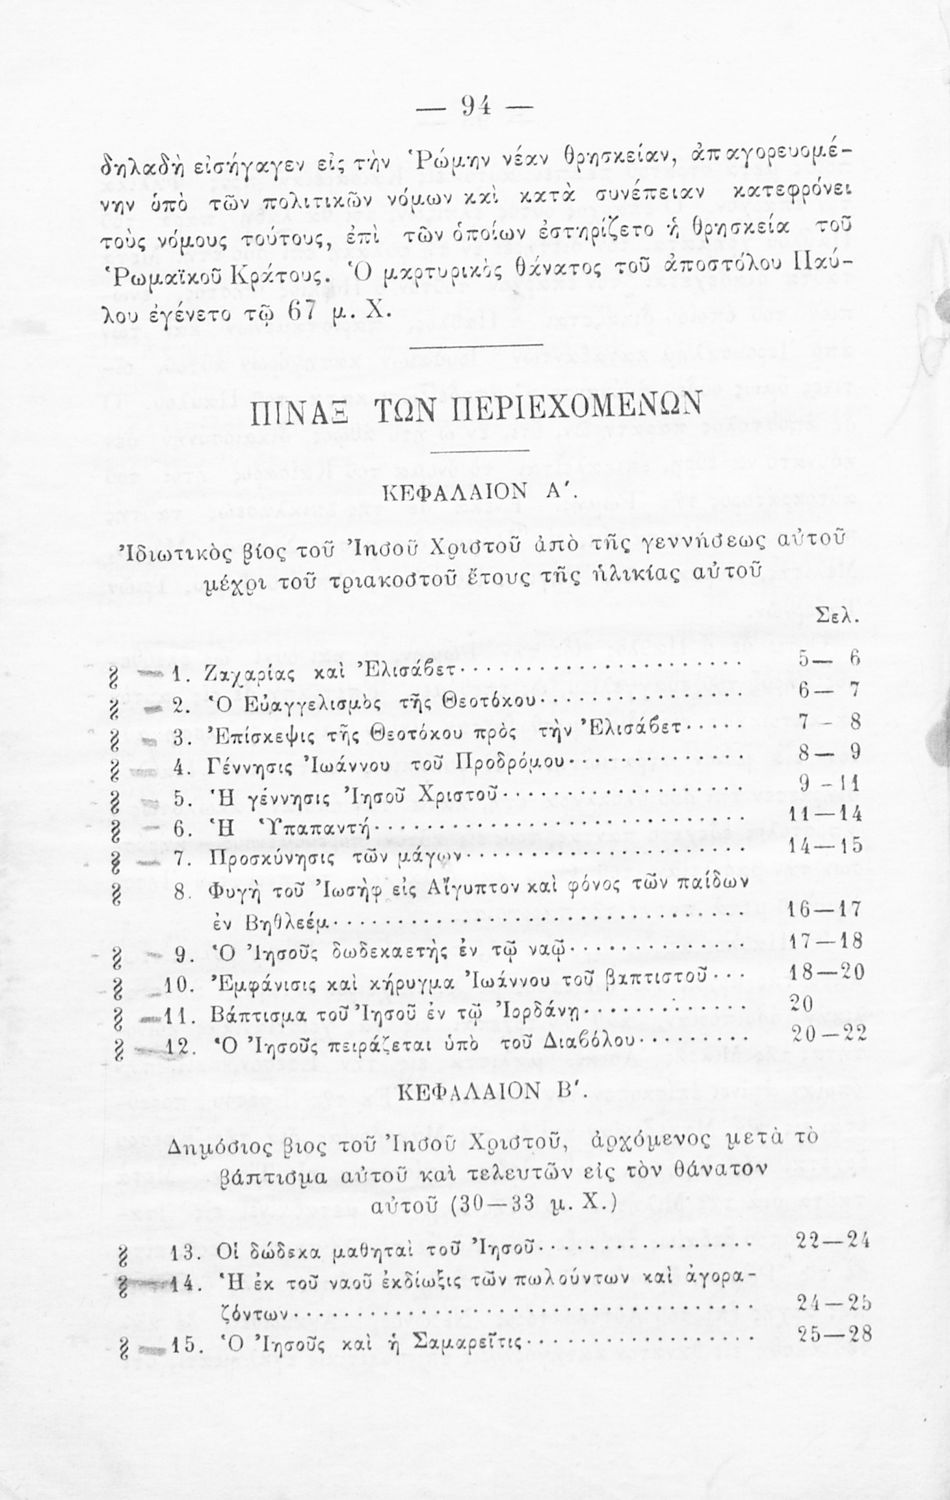 — 94 —
δηλαδὴ εἰσήγαγεν εἰς τὴν Ῥώμην νέαν θρησκείαν, ἀπαγορευομέ-
νην ὑπὸ τῶν πολιτικῶν νόμων καὶ κατὰ συνέπειαν κατεφρόνει
τοὺς νόμους τούτους, ἐπὶ τῶν ὁποίων ἐστηρίζετο ἡ θρησκεία τοῦ
Ῥωμαϊκοῦ Κράτους. Ὁ μαρτυρικὸς θάνατος τοῦ ἀποστόλου Παύ-
λου ἐγένετο τῷ 67 μ. Χ.
ΠΙΝΑΞ ΤΩΝ ΠΕΡΙΕΧΟΜΕΝΩΝ
ΚΕΦΑΛΑΙΟΝ Α΄.
Ἰδιωτικὸς βίος τοῦ Ἰησοῦ Χριστοῦ ἀπὸ τῆς γεννήσεως αὐτοῦ
μέχρι τοῦ τριακοστοῦ ἔτους τῆς ἡλικίας αὐτοῦ
Σελ.
§ 1. Ζαχαρίας καὶ Ἐλισάβετ 5— 6
§ 2. Ὁ Εὐαγγελισμὸς τῆς Θεοτόκου 6— 7
§ 3. Ἐπίσκεψις τῆς Θεοτόκου πρὸς τὴν Ἐλισάβετ 7 - 8
§ 4. Γέννησις Ἰωάννου τοῦ Προδρόμου 8— 9
§ 5. Ἡ γέννησις Ἰησοῦ Χριστοῦ 9 -11
§ 6. Ἡ Ὑπαπαντή 11—14
§ 7. Προσκύνησις τῶν μάγων 14—15
§ 8. Φυγὴ τοῦ Ἰωσὴφ εἰς Αἴγυπτον καὶ φόνος τῶν παίδων
ἐν Βηθλεέμ 16—17
§ 9. Ὁ Ἰησοῦς δωδεκαετὴς ἐν τῷ ναῷ 17—18
§ 10. Ἐμφάνισις καὶ κήρυγμα Ἰωάννου τοῦ βαπτιστοῦ 18—20
§ 11. Βάπτισμα τοῦ Ἰησοῦ ἐν τῷ Ἰορδάνῃ 20
§ 12. Ὁ Ἰησοῦς πειράζεται ὑπὸ τοῦ Διαβόλου 20—22
ΚΕΦΑΛΑΙΟΝ Β΄.
Δημόσιος βιος τοῦ Ἰησοῦ Χριστοῦ, ἀρχόμενος μετὰ τὸ
βάπτισμα αὐτοῦ καὶ τελευτῶν εἰς τὸν θάνατον
αὐτοῦ (30—33 μ. Χ.)
§ 13. Οἱ δώδεκα μαθηταὶ τοῦ Ἰησοῦ 22—24
§ 14. Ἡ ἐκ τοῦ ναοῦ ἐκδίωξις τῶν πωλούντων καὶ ἀγορα-
ζόντων 24—25
§ 15. Ὁ Ἰησοῦς καὶ ἡ Σαμαρεῖτις 25—28